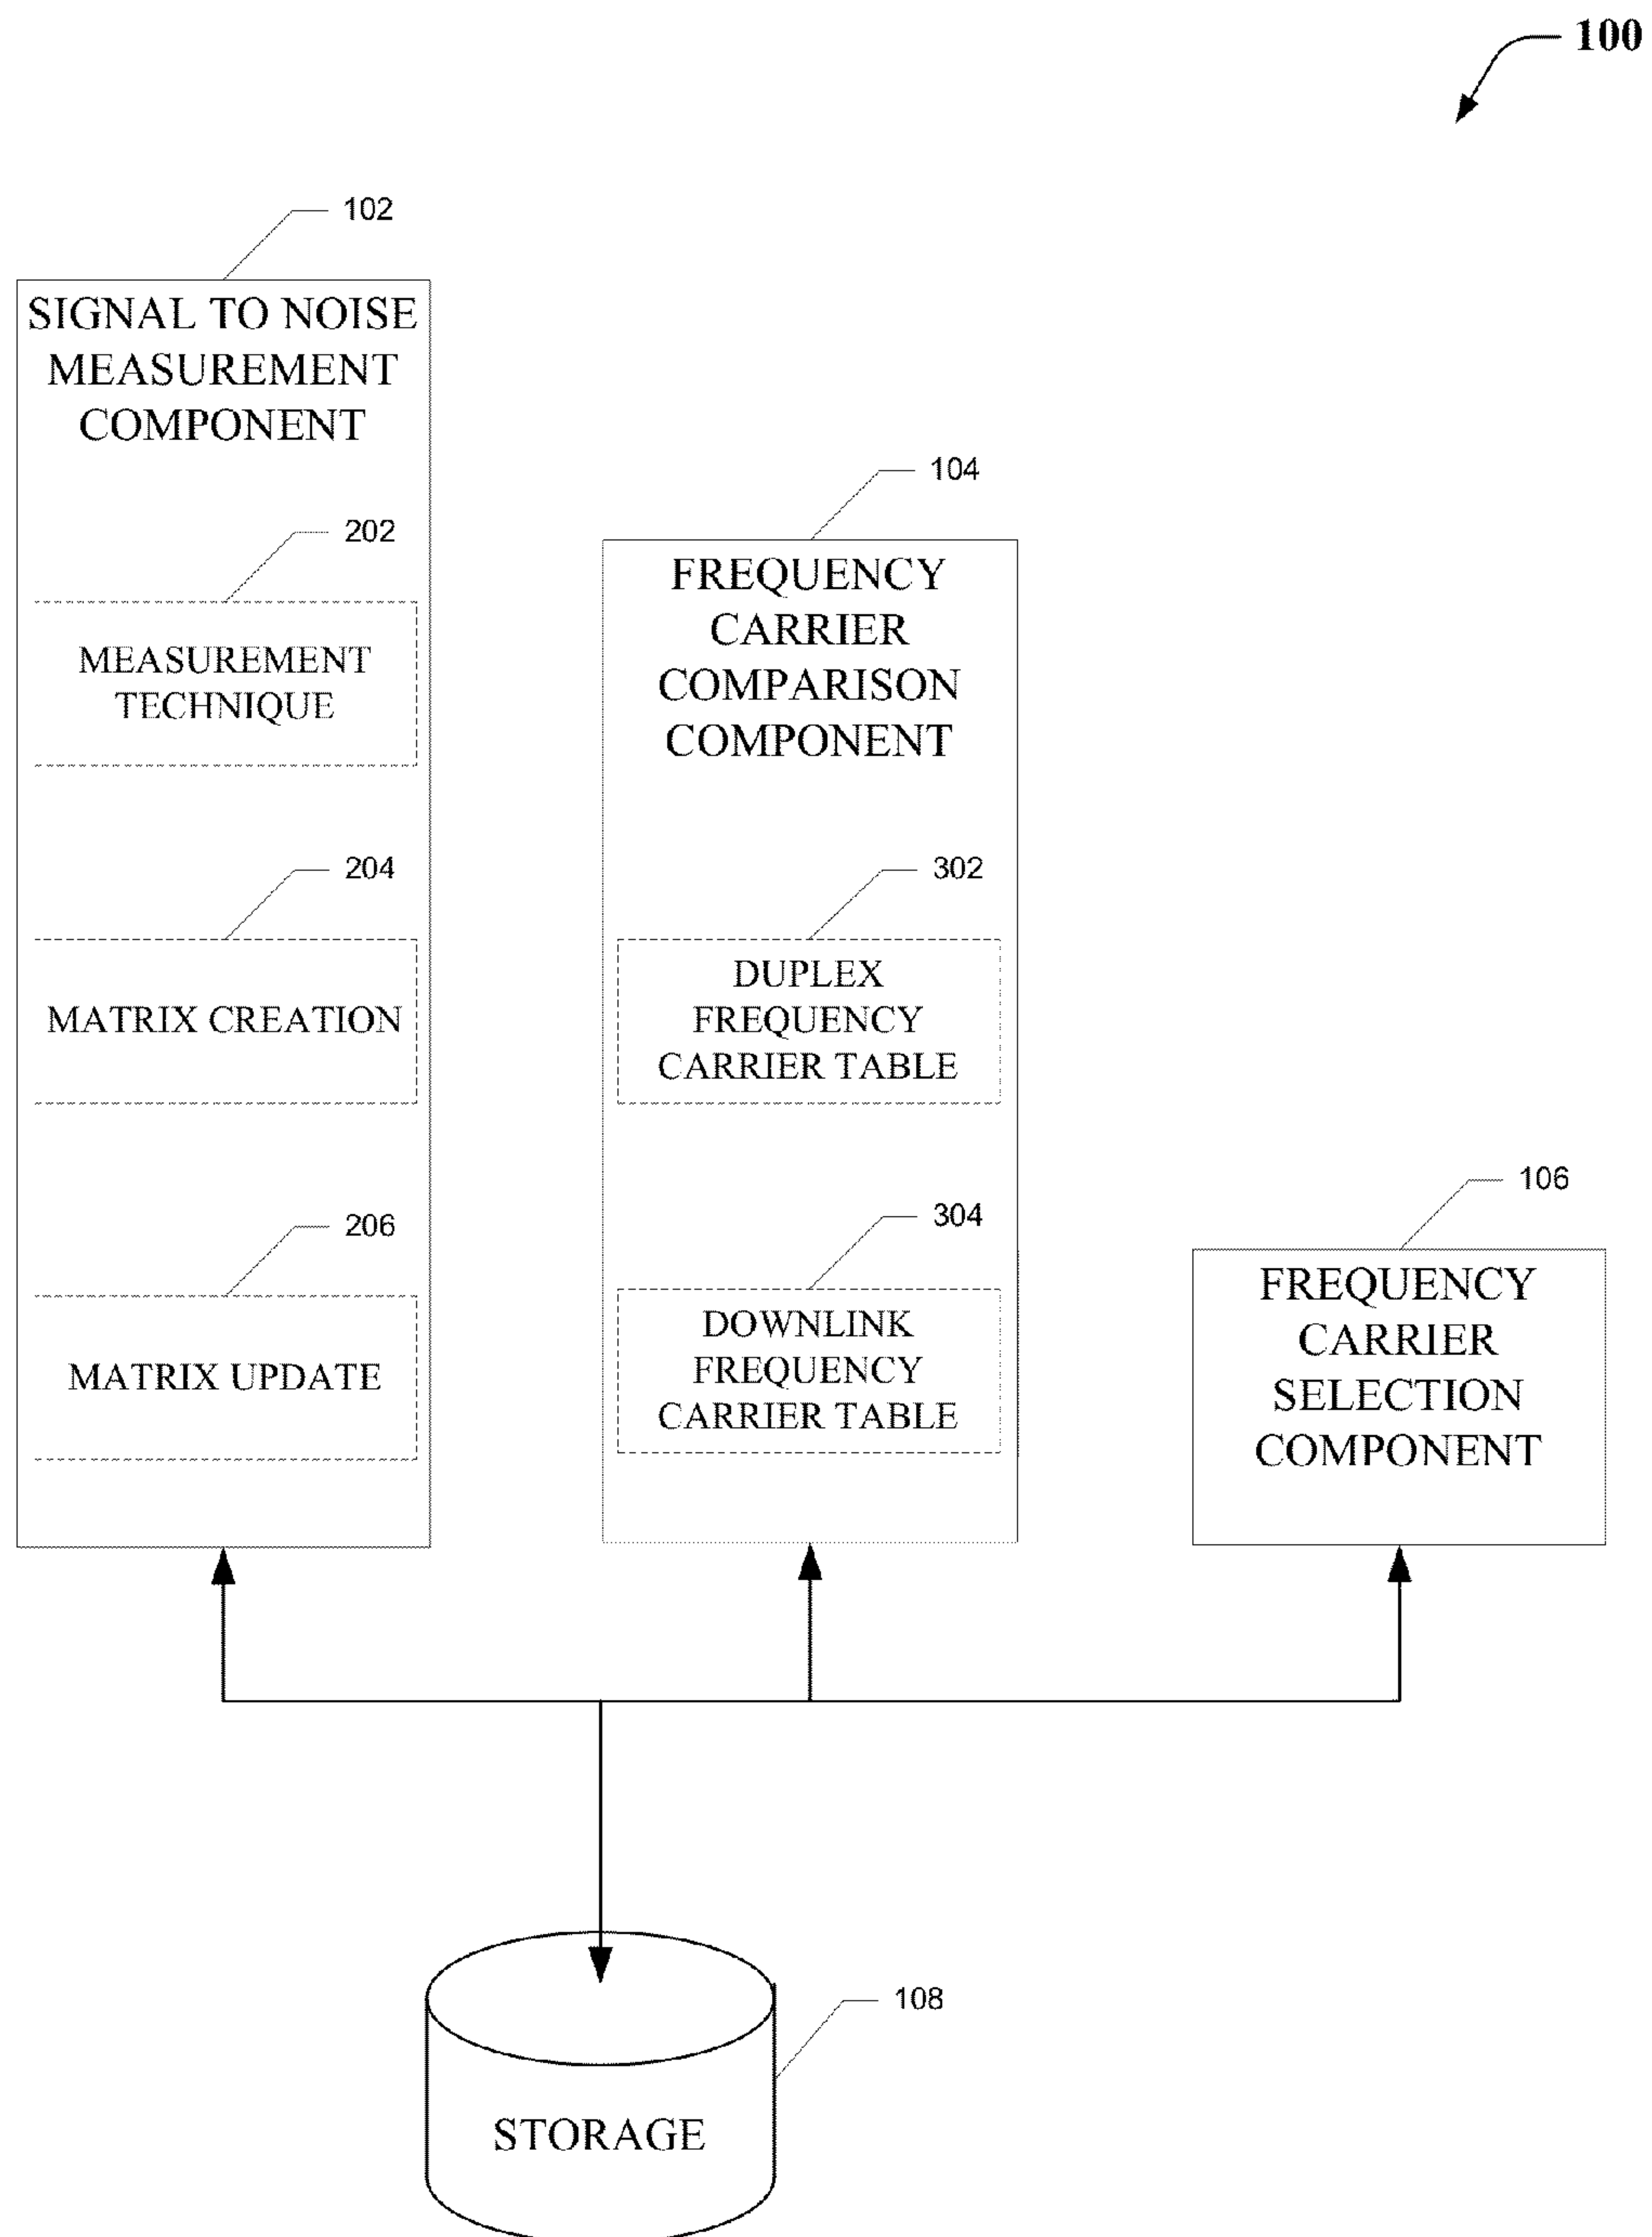 100
102
SIGNAL TO NOISE
MEASUREMENT
COMPONENT
202
MEASUREMENT
TECHNIQUE
204
MATRIX CREATION
206
MATRIX UPDATE
104
FREQUENCY
CARRIER
COMPARISON
COMPONENT
302
DUPLEX
FREQUENCY
CARRIER TABLE
304
DOWNLINK
FREQUENCY
CARRIER TABLE
106
FREQUENCY
CARRIER
SELECTION
COMPONENT
108
STORAGE